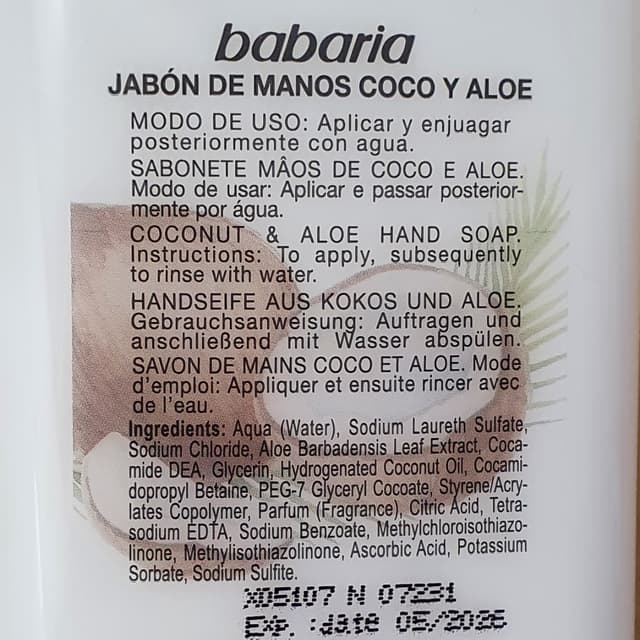 babaria
JABÓN DE MANOS COCO Y ALOE
MODO DE USO: Aplicar y enjuagar
posteriormente con agua.
SABONETE MÂOS DE COCO E ALOE.
Modo de usar: Aplicar e passar posterior-
mente por água.
COCONUT & ALOE HAND SOAP.
Instructions: To apply, subsequently
to rinse with water.
HANDSEIFE AUS KOKOS UND ALOE.
Gebrauchsanweisung: Auftragen und
anschließend mit Wasser abspülen.
SAVON DE MAINS COCO ET ALOE. Mode
d'emploi: Appliquer et ensuite rincer avec
de l'eau.
Ingredients: Aqua (Water), Sodium Laureth Sulfate,
Sodium Chloride, Aloe Barbadensis Leaf Extract, Coca-
mide DEA, Glycerin, Hydrogenated Coconut Oil, Cocami-
dopropyl Betaine, PEG-7 Glyceryl Cocoate, Styrene/Acry-
lates Copolymer, Parfum (Fragrance), Citric Acid, Tetra-
sodium EDTA, Sodium Benzoate, Methylchloroisothiazo-
linone, Methylisothiazolinone, Ascorbic Acid, Potassium
Sorbate, Sodium Sulfite.
X05107 N 07231
Exp. :date 05/2026